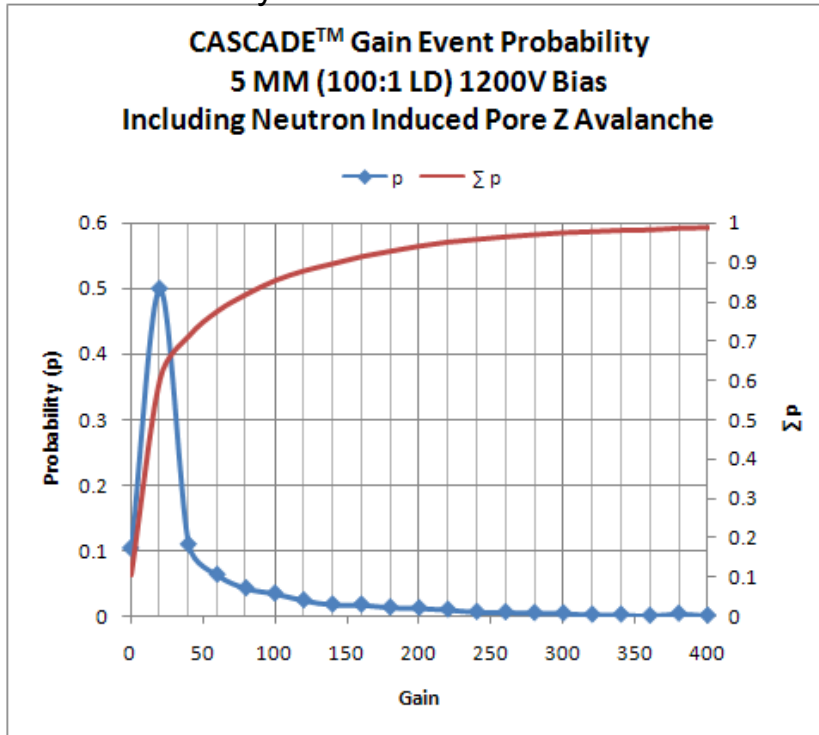 CASCADE™ Gain Event Probability
5 MM (100:1 LD) 1200V Bias
Including Neutron Induced Pore Z Avalanche
p
∑ p
0.6
0.5
0.4
0.3
0.2
0.1
0
Probability (p)
1
0.9
0.8
0.7
0.6
0.5
0.4
0.3
0.2
0.1
0
∑p
0 50 100 150 200 250 300 350 400
Gain